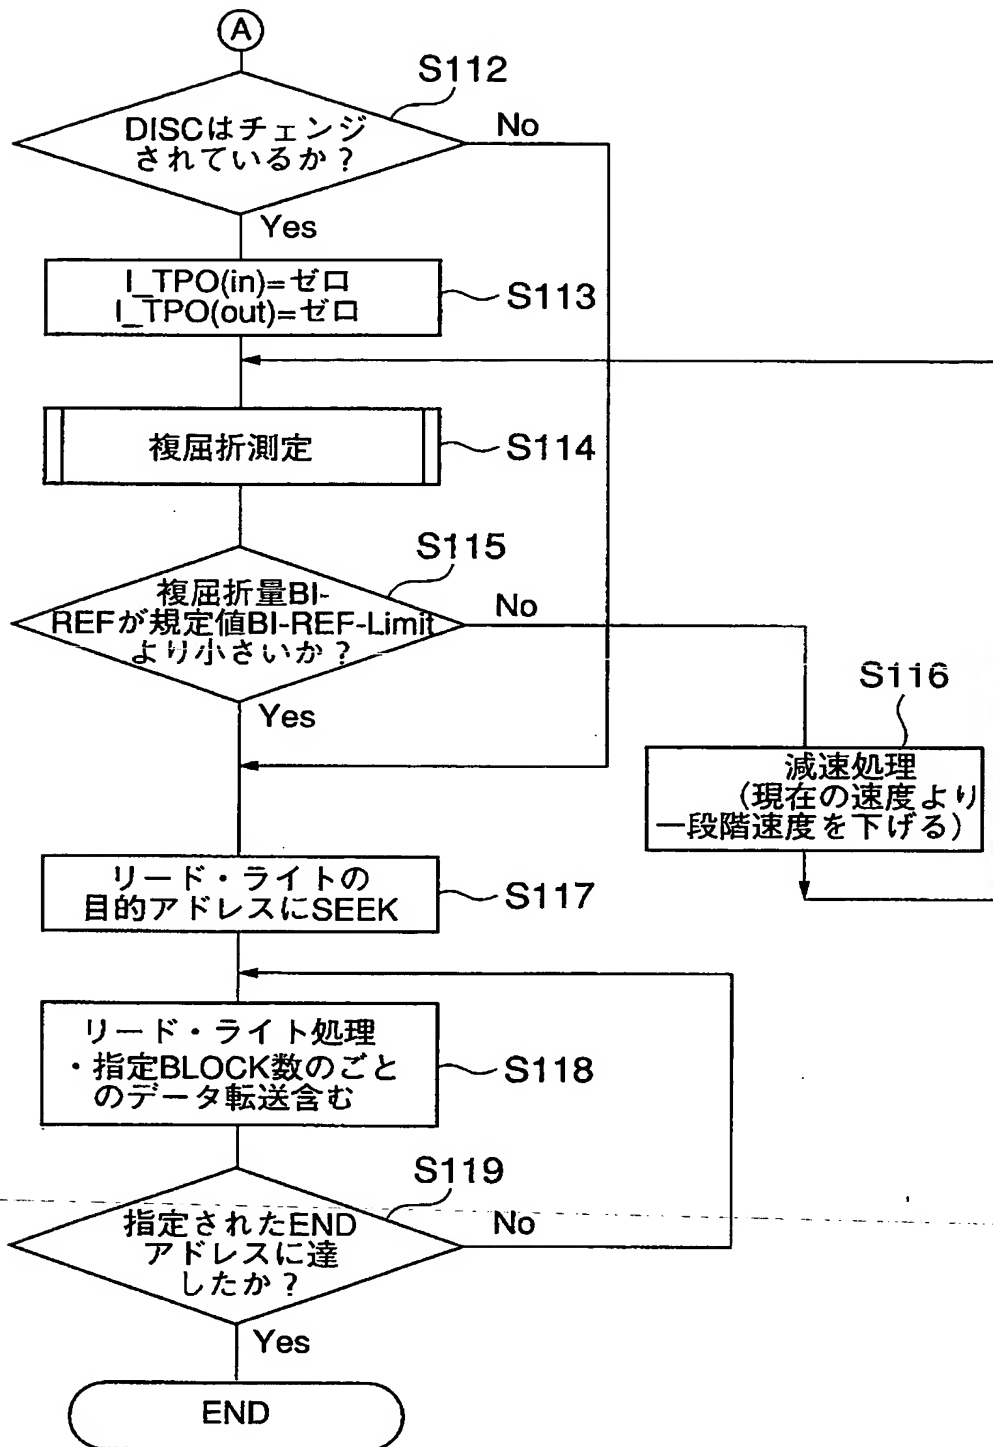 A
S112
DISCはチェンジ
されているか？
No
Yes
I_TPO(in)=ゼロ
I_TPO(out)=ゼロ
S113
複屈折測定
S114
S115
複屈折量BI-
REFが規定値BI-REF-Limit
より小さいか？
No
Yes
S116
減速処理
（現在の速度より
一段階速度を下げる）
リード・ライトの
目的アドレスにSEEK
S117
リード・ライト処理
・指定BLOCK数のごと
のデータ転送含む
S118
S119
指定されたEND
アドレスに達
したか？
No
Yes
END